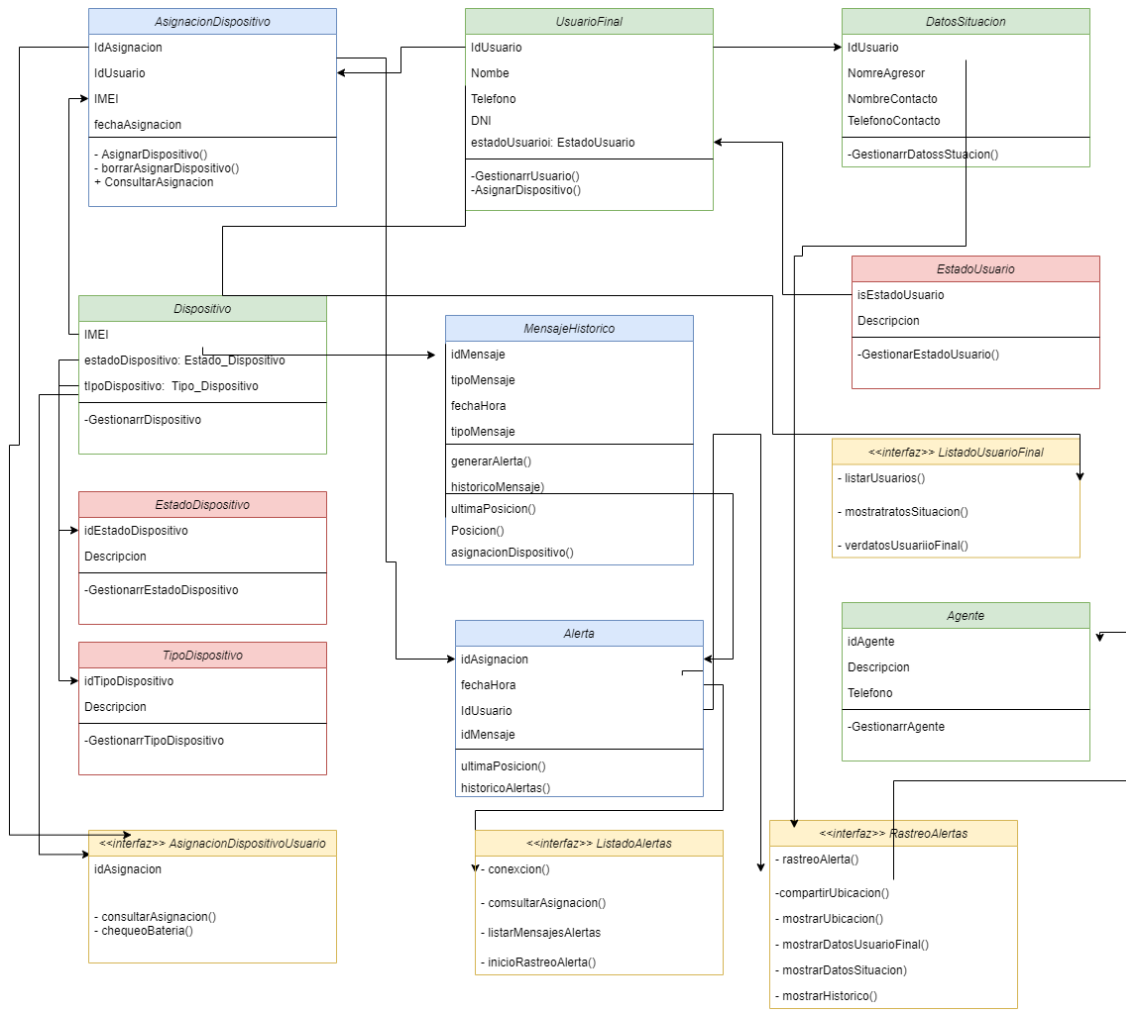 AsignacionDispositivo
IdAsignacion
IdUsuario
IMEI
fechaAsignacion
- AsignarDispositivo()
- borrarAsignarDispositivo()
+ ConsultarAsignacion
UsuarioFinal
IdUsuario
Nombe
Telefono
DNI
estadoUsuarioi: EstadoUsuario
-GestionarrUsuario()
-AsignarDispositivo()
DatosSituacion
IdUsuario
NomreAgresor
NombreContacto
TelefonoContacto
-GestionarrDatossStuacion()
EstadoUsuario
isEstadoUsuario
Descripcion
-GestionarEstadoUsuario()
Dispositivo
IMEI
estadoDispositivo: Estado_Dispositivo
tIpoDispositivo: Tipo_Dispositivo
-GestionarrDispositivo
MensajeHistorico
idMensaje
tipoMensaje
fechaHora
tipoMensaje
generarAlerta()
historicoMensaje)
ultimaPosicion()
Posicion()
asignacionDispositivo()
<<interfaz>> ListadoUsuarioFinal
- listarUsuarios()
- mostratratosSituacion()
- verdatosUsuariioFinal()
EstadoDispositivo
idEstadoDispositivo
Descripcion
-GestionarrEstadoDispositivo
TipoDispositivo
idTipoDispositivo
Descripcion
-GestionarrTipoDispositivo
Alerta
idAsignacion
fechaHora
IdUsuario
idMensaje
ultimaPosicion()
historicoAlertas()
Agente
idAgente
Descripcion
Telefono
-GestionarrAgente
<<interfaz>> AsignacionDispositivoUsuario
idAsignacion
- consultarAsignacion()
- chequeoBateria()
<<interfaz>> ListadoAlertas
- conexcion()
- comsultarAsignacion()
- listarMensajesAlertas
- inicioRastreoAlerta()
<<interfaz>> RastreoAlertas
- rastreoAlerta()
-compartirUbicacion()
- mostrarUbicacion()
- mostrarDatosUsuarioFinal()
- mostrarDatosSituacion)
- mostrarHistorico()